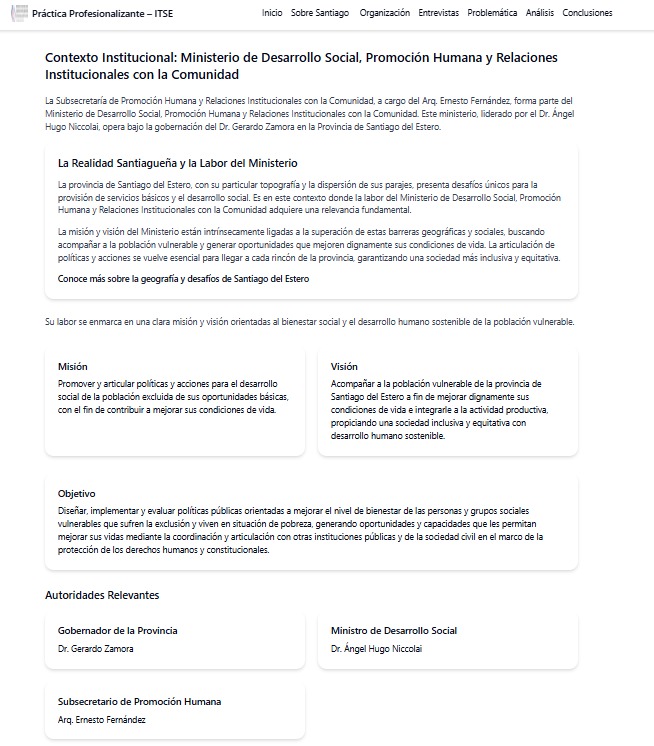 Práctica Profesionalizante – ITSE
Inicio Sobre Santiago Organización Entrevistas Problemática Análisis Conclusiones
Contexto Institucional: Ministerio de Desarrollo Social, Promoción Humana y Relaciones
Institucionales con la Comunidad
La Subsecretaría de Promoción Humana y Relaciones Institucionales con la Comunidad, a cargo del Arq. Ernesto Fernández, forma parte del
Ministerio de Desarrollo Social, Promoción Humana y Relaciones Institucionales con la Comunidad. Este ministerio, liderado por el Dr. Ángel
Hugo Niccolai, opera bajo la gobernación del Dr. Gerardo Zamora en la Provincia de Santiago del Estero.
La Realidad Santiagueña y la Labor del Ministerio
La provincia de Santiago del Estero, con su particular topografía y la dispersión de sus parajes, presenta desafíos únicos para la
provisión de servicios básicos y el desarrollo social. Es en este contexto donde la labor del Ministerio de Desarrollo Social, Promoción
Humana y Relaciones Institucionales con la Comunidad adquiere una relevancia fundamental.
La misión y visión del Ministerio están intrínsecamente ligadas a la superación de estas barreras geográficas y sociales, buscando
acompañar a la población vulnerable y generar oportunidades que mejoren dignamente sus condiciones de vida. La articulación de
políticas y acciones se vuelve esencial para llegar a cada rincón de la provincia, garantizando una sociedad más inclusiva y equitativa.
Conoce más sobre la geografía y desafíos de Santiago del Estero
Su labor se enmarca en una clara misión y visión orientadas al bienestar social y el desarrollo humano sostenible de la población vulnerable.
Misión
Promover y articular políticas y acciones para el desarrollo
social de la población excluida de sus oportunidades básicas,
con el fin de contribuir a mejorar sus condiciones de vida.
Visión
Acompañar a la población vulnerable de la provincia de
Santiago del Estero a fin de mejorar dignamente sus
condiciones de vida e integrarle a la actividad productiva,
propiciando una sociedad inclusiva y equitativa con
desarrollo humano sostenible.
Objetivo
Diseñar, implementar y evaluar políticas públicas orientadas a mejorar el nivel de bienestar de las personas y grupos sociales
vulnerables que sufren la exclusión y viven en situación de pobreza, generando oportunidades y capacidades que les permitan
mejorar sus vidas mediante la coordinación y articulación con otras instituciones públicas y de la sociedad civil en el marco de la
protección de los derechos humanos y constitucionales.
Autoridades Relevantes
Gobernador de la Provincia
Dr. Gerardo Zamora
Ministro de Desarrollo Social
Dr. Ángel Hugo Niccolai
Subsecretario de Promoción Humana
Arq. Ernesto Fernández